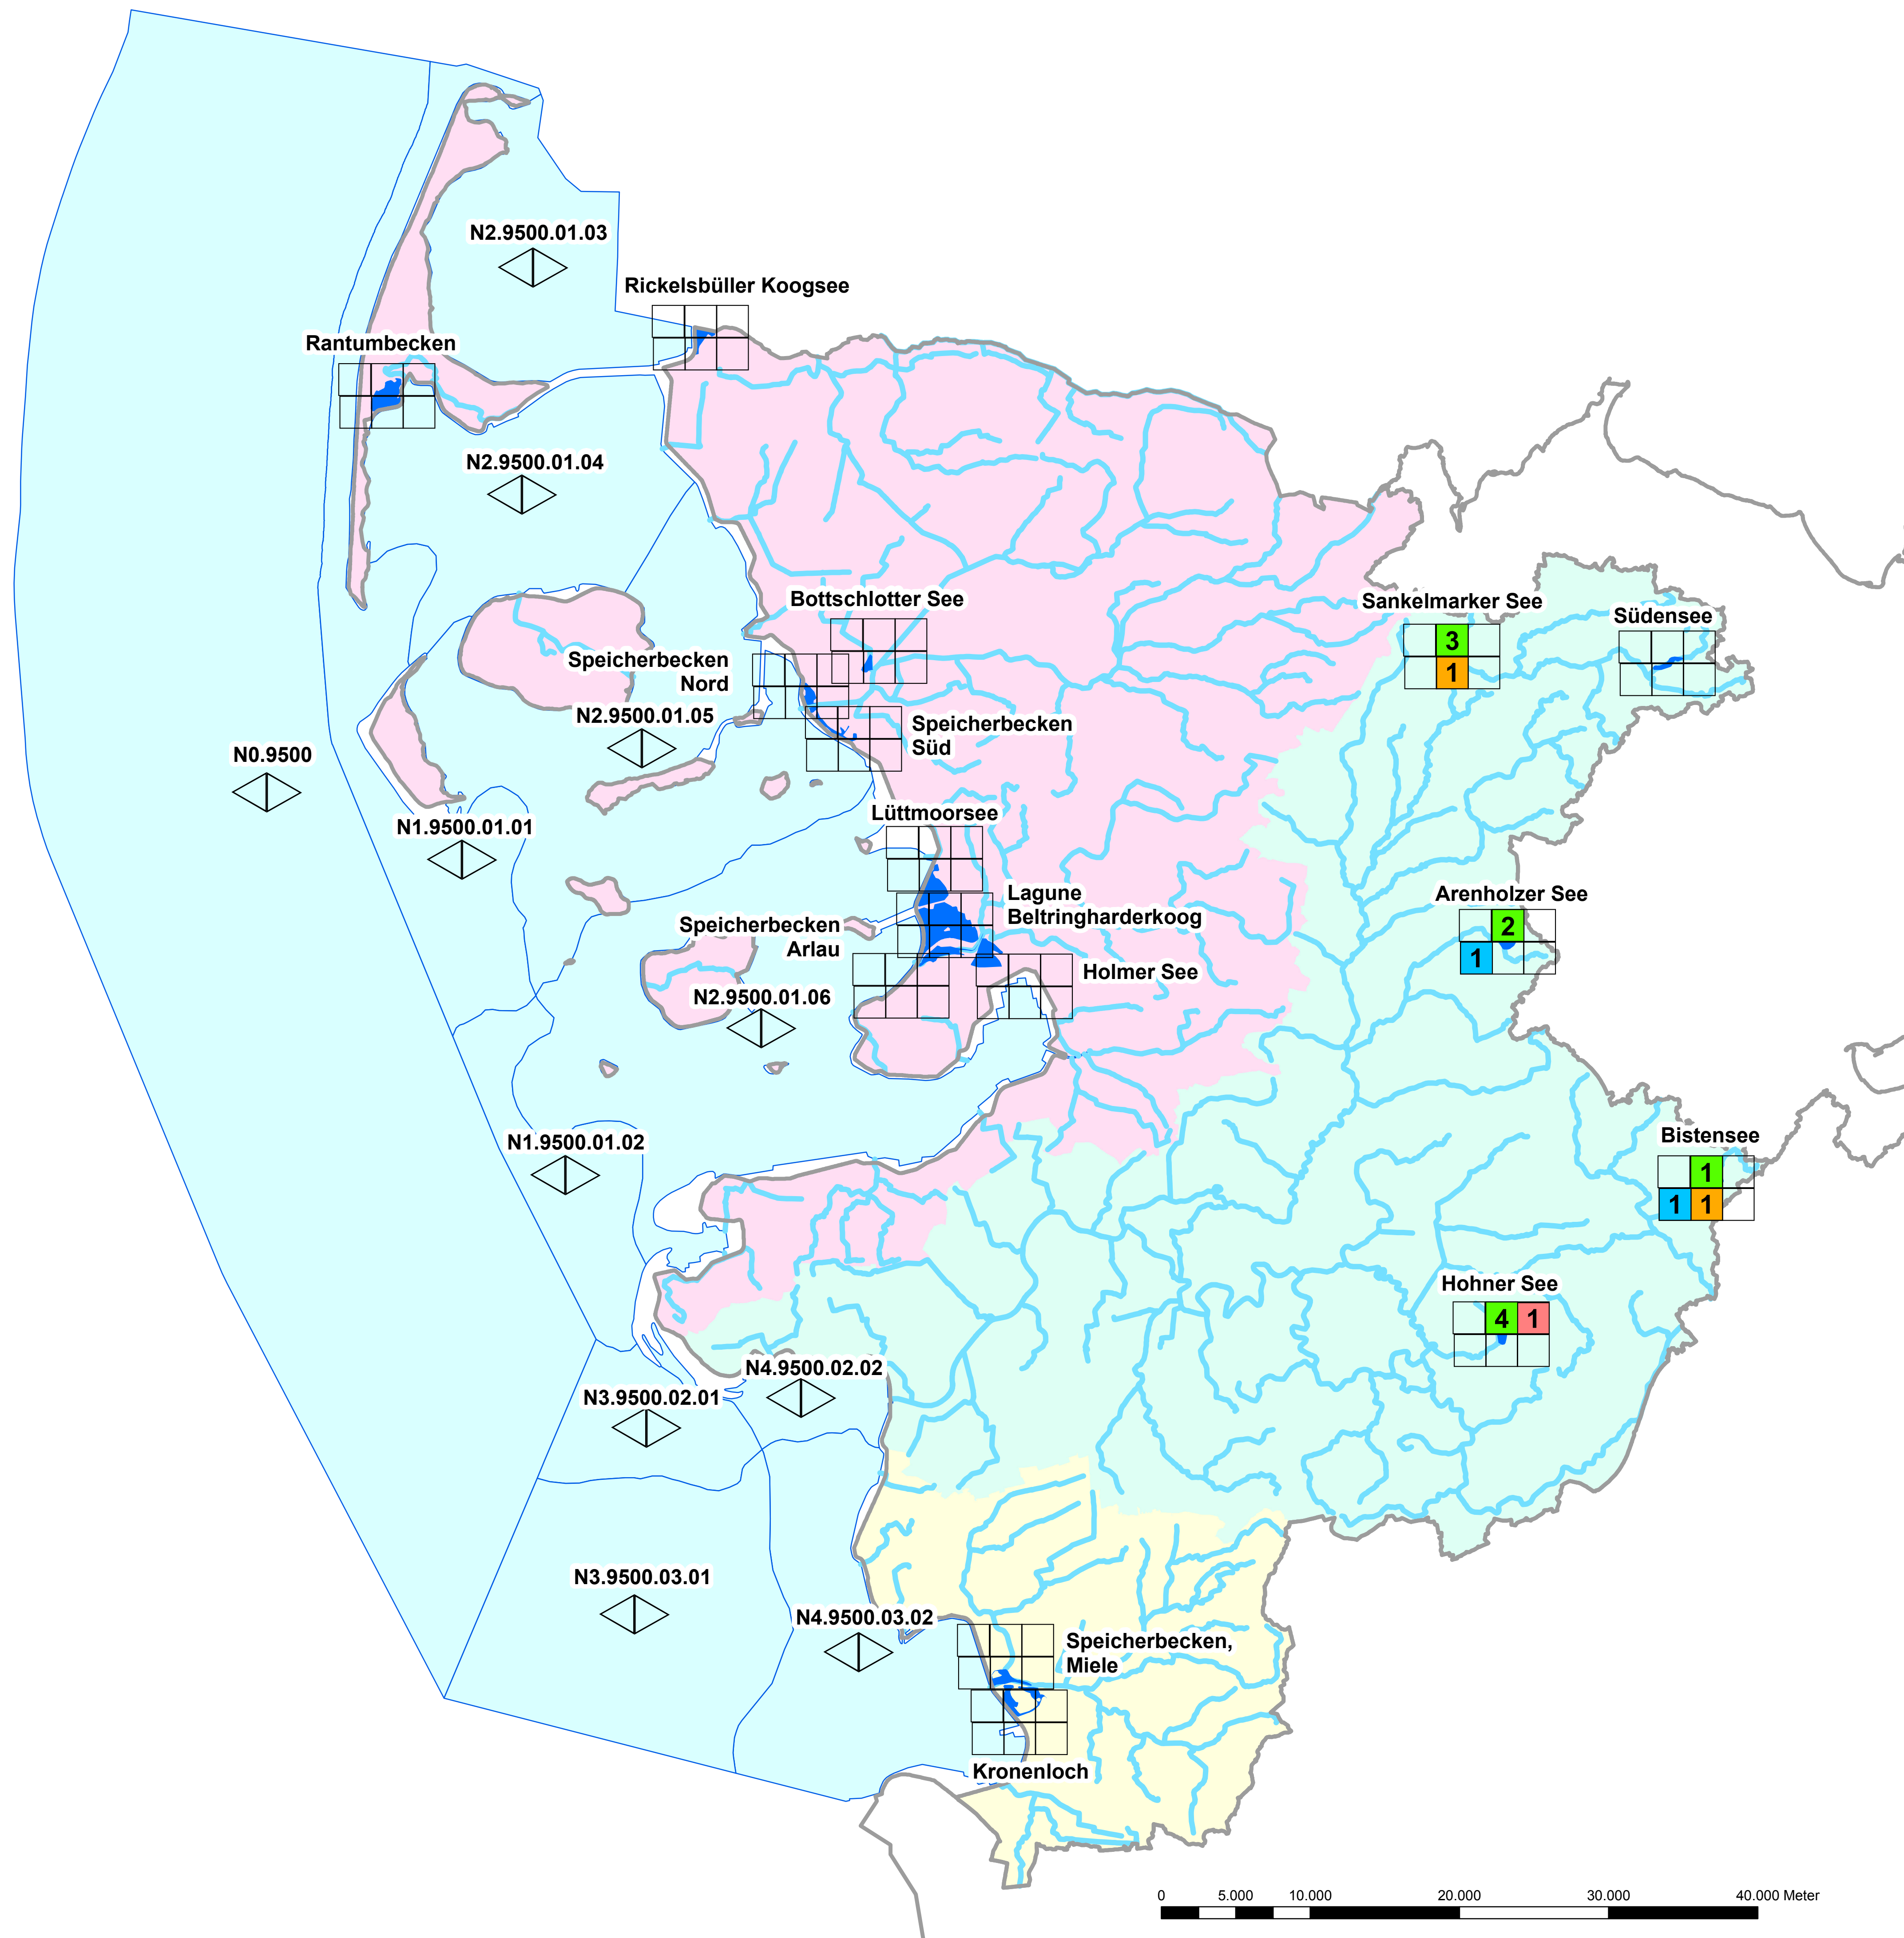 N2.9500.01.03
Rickelsbüller Koogsee
Rantumbecken
N2.9500.01.04
Bottschlotter See
Sankelmarker See
3
1
Südensee
Speicherbecken
Nord
N2.9500.01.05
Speicherbecken
Süd
N0.9500
N1.9500.01.01
Lüttmoorsee
Lagune
Beltringharderkoog
Arenholzer See
2
1
Speicherbecken
Arlau
Holmer See
N2.9500.01.06
N1.9500.01.02
Bistensee
1
1 1
Hohner See
4 1
N4.9500.02.02
N3.9500.02.01
N3.9500.03.01
N4.9500.03.02
Speicherbecken,
Miele
Kronenloch
0 5.000 10.000 20.000 30.000 40.000 Meter